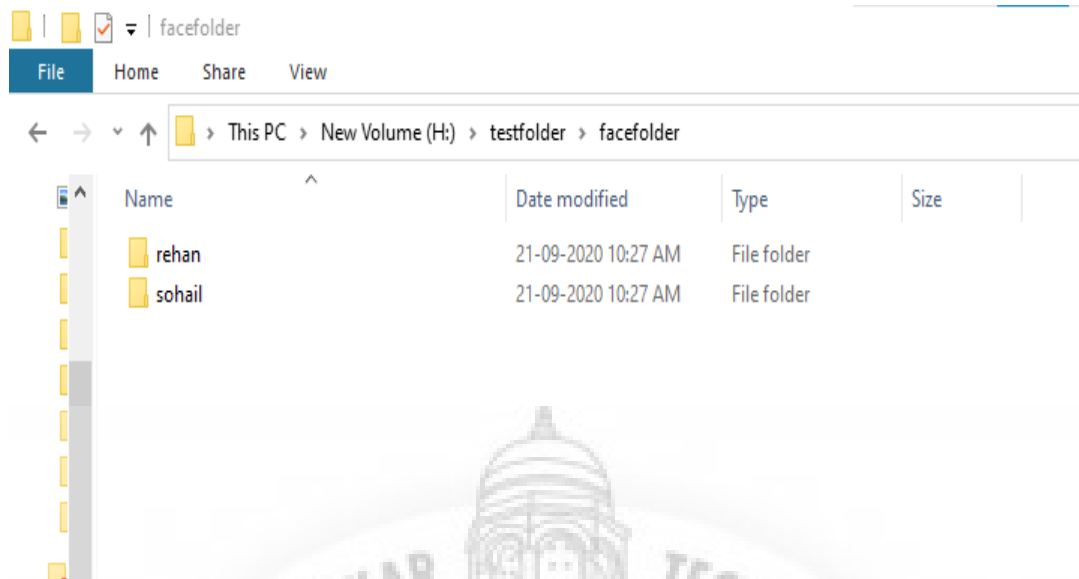 facefolder
File Home Share View
This PC > New Volume (H:) > testfolder > facefolder
Name Date modified Type Size
rehan 21-09-2020 10:27 AM File folder
sohail 21-09-2020 10:27 AM File folder